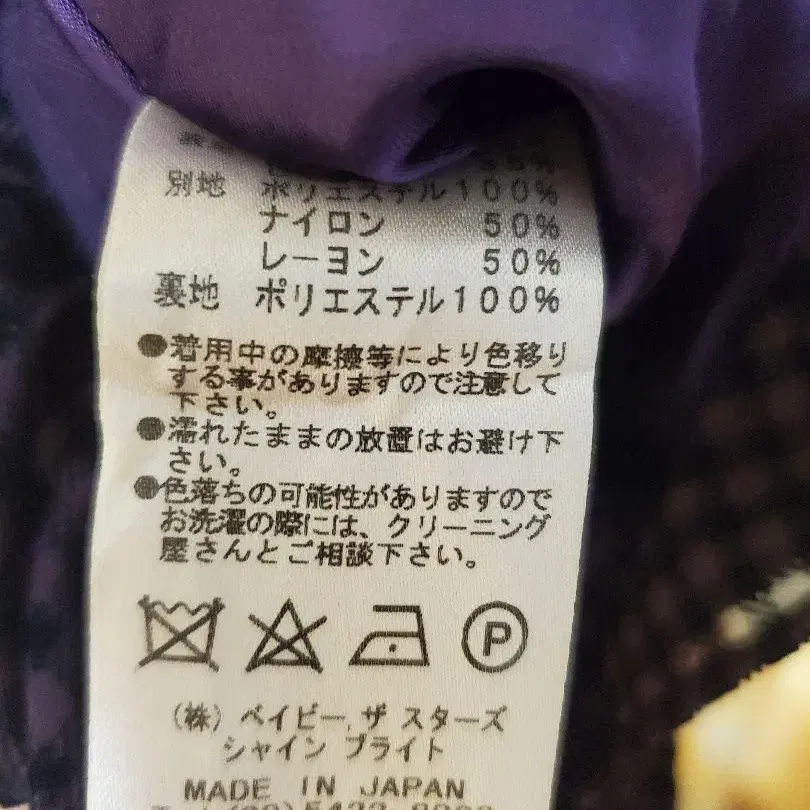 別地 ポリエステル100%
ナイロン 50%
レーヨン 50%
裏地 ポリエステル100%
●着用中の摩擦等により色移り
する事がありますので注意して
下さい。
●濡れたままの放置はお避け下
さい。
●色落ちの可能性がありますので
お洗濯の際には、クリーニング
屋さんとご相談下さい。
P
(株) ベイビー,ザ スターズ
シャイン ブライト
MADE IN JAPAN